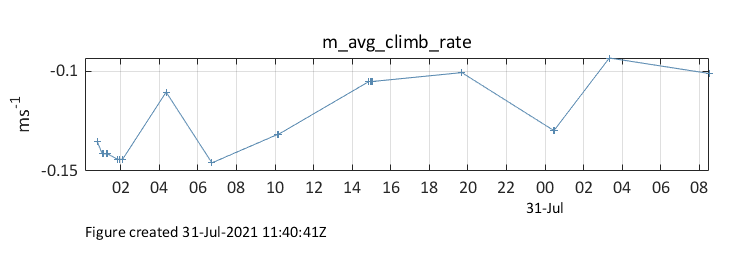 m_avg_climb_rate
-0.1
ms⁻¹
-0.15
02 04 06 08 10 12 14 16 18 20 22 00 02 04 06 08
31-Jul
Figure created 31-Jul-2021 11:40:41Z